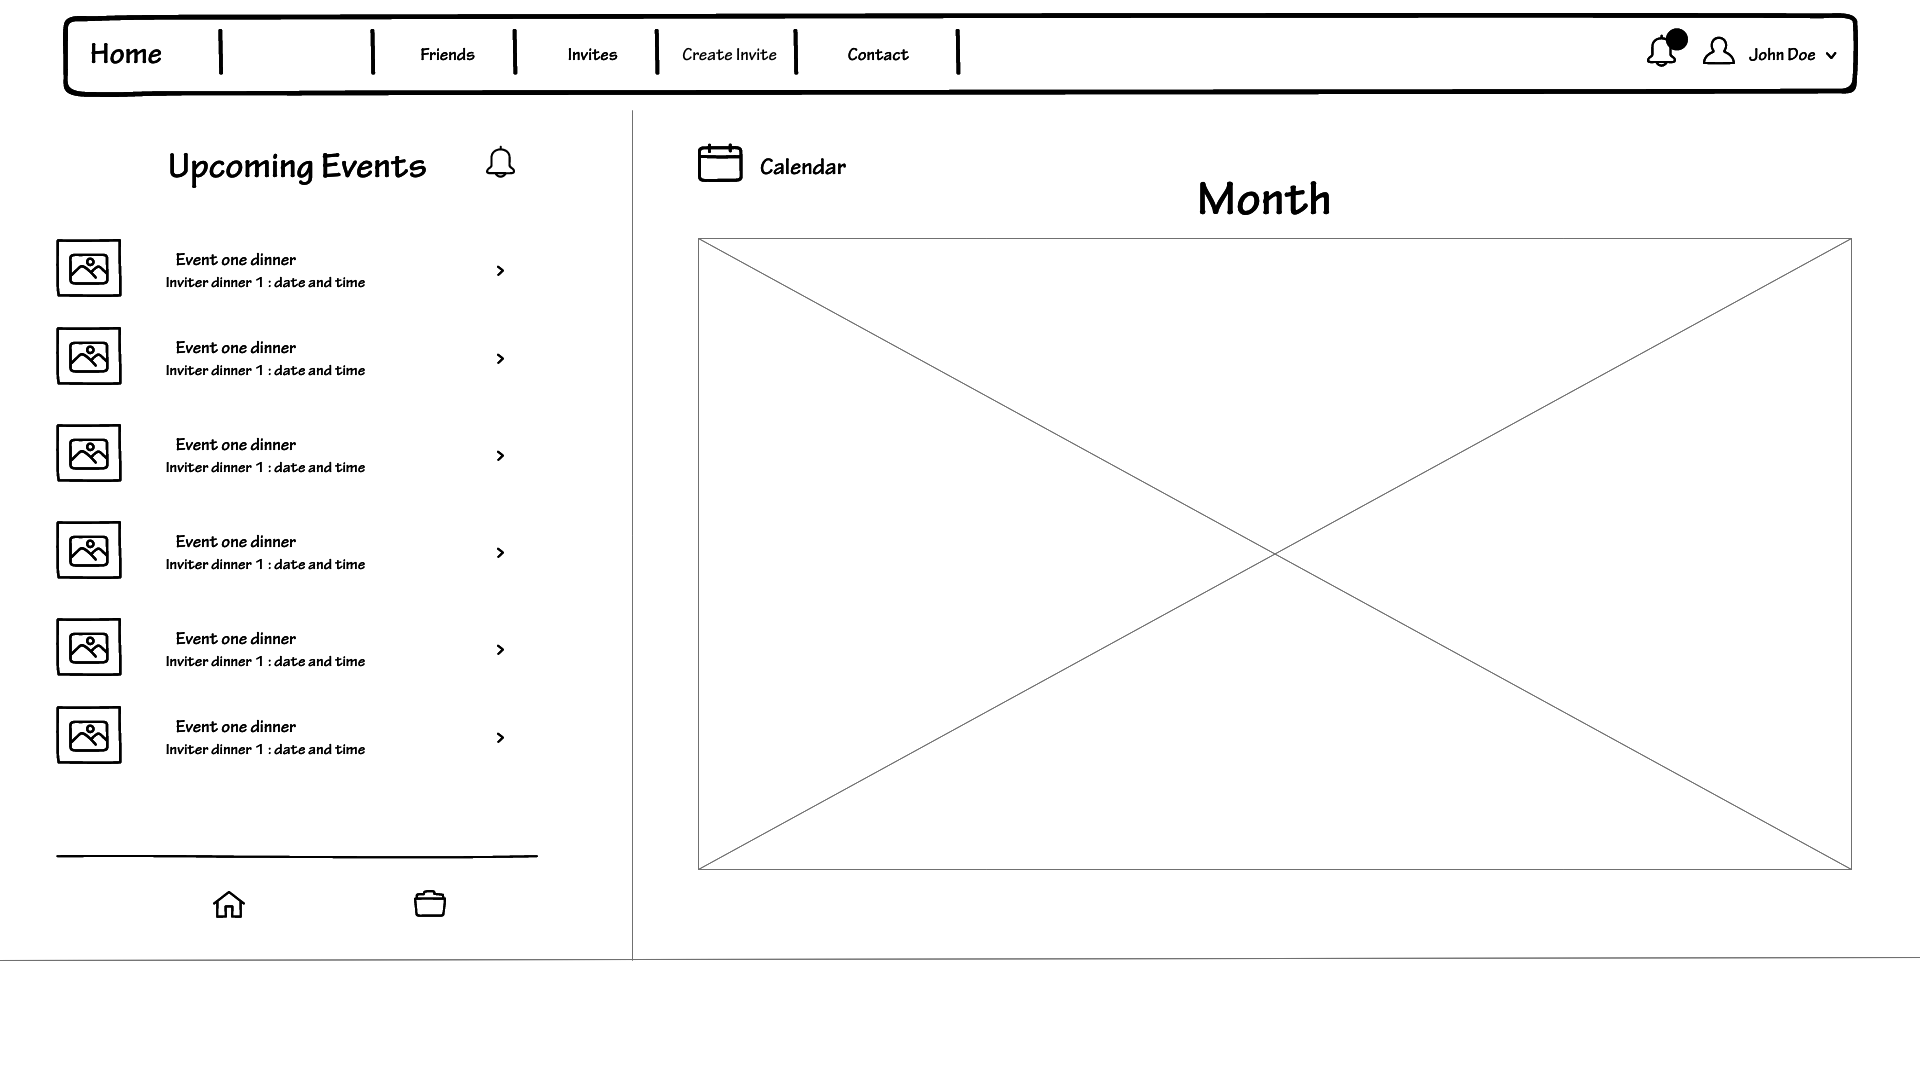 Home
Friends
Invites
Create Invite
Contact
John Doe
Upcoming Events
Calendar
Month
Event one dinner
Inviter dinner 1 : date and time
Event one dinner
Inviter dinner 1 : date and time
Event one dinner
Inviter dinner 1 : date and time
Event one dinner
Inviter dinner 1 : date and time
Event one dinner
Inviter dinner 1 : date and time
Event one dinner
Inviter dinner 1 : date and time